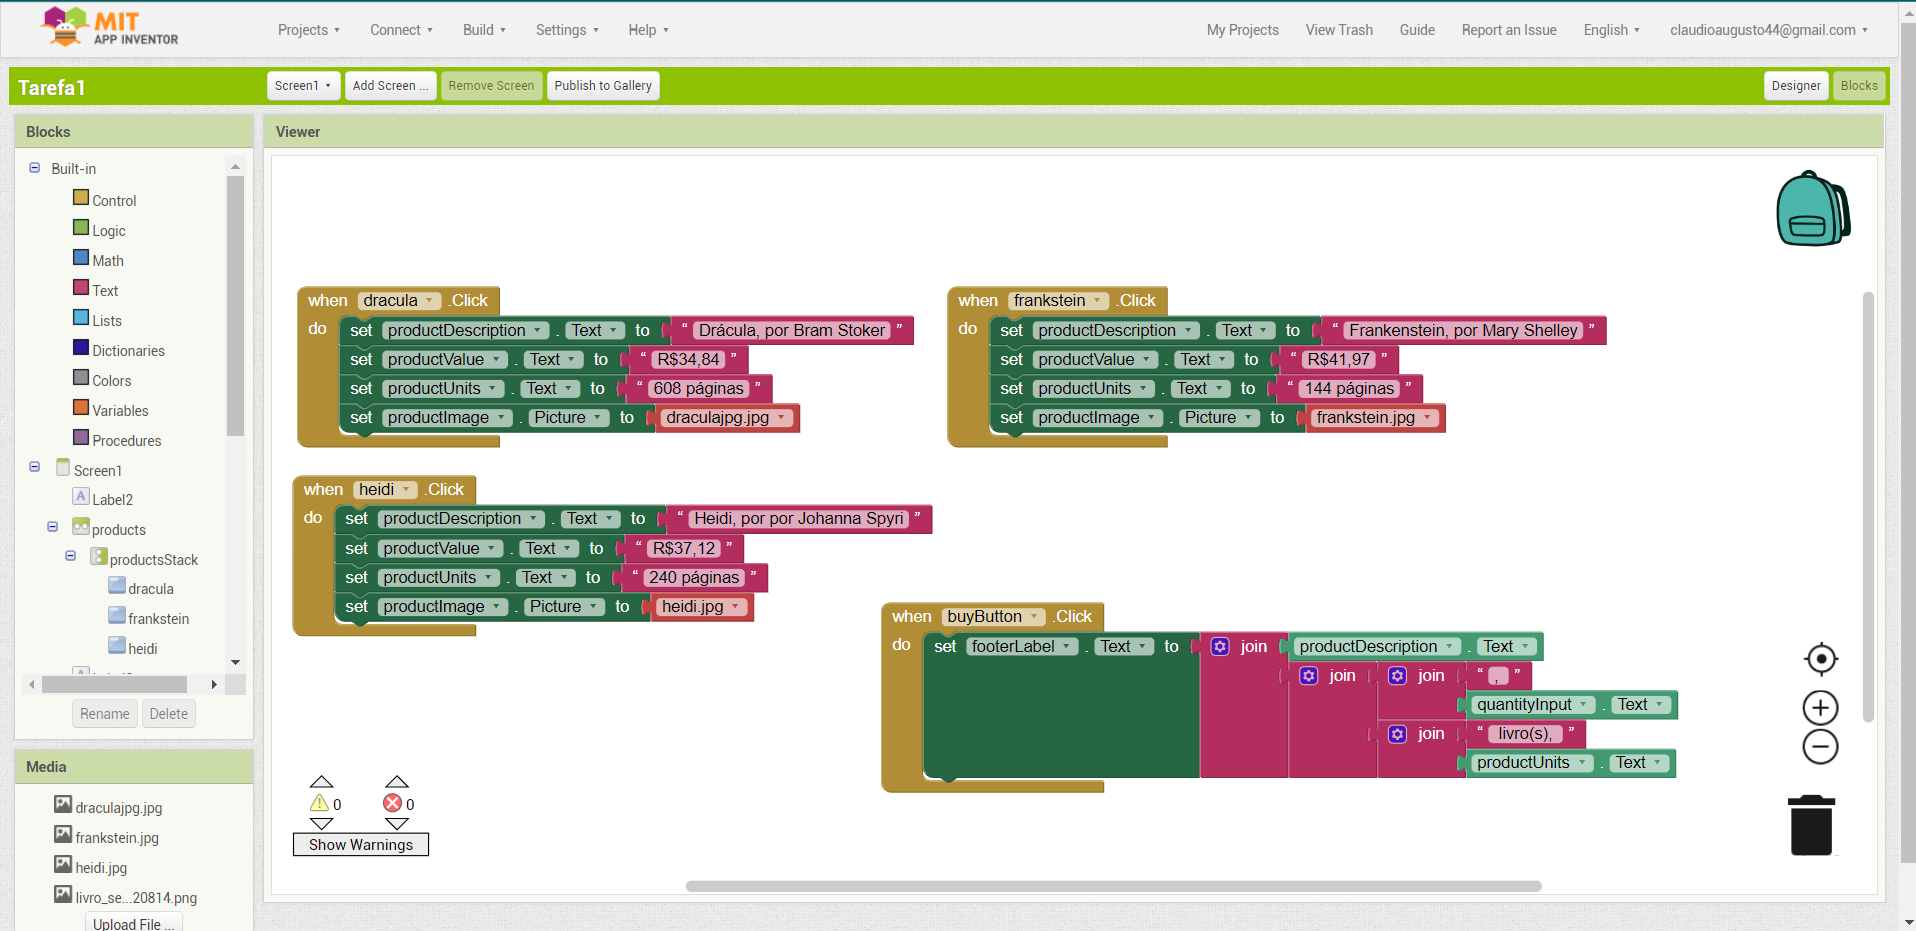 MIT
APP INVENTOR
Projects
Connect
Build
Settings
Help
My Projects
View Trash
Guide
Report an Issue
English
claudioaugusto44@gmail.com
Tarefa1
Screen1
Add Screen ...
Remove Screen
Publish to Gallery
Designer
Blocks
Blocks
Built-in
Control
Logic
Math
Text
Lists
Dictionaries
Colors
Variables
Procedures
Screen1
Label2
products
productsStack
dracula
frankstein
heidi
Rename
Delete
Media
draculajpg.jpg
frankstein.jpg
heidi.jpg
livro_se...20814.png
Upload File ...
Viewer
when dracula .Click
do set productDescription . Text to “ Drácula, por Bram Stoker ”
set productValue . Text to “ R$34,84 ”
set productUnits . Text to “ 608 páginas ”
set productImage . Picture to draculajpg.jpg
when frankstein .Click
do set productDescription . Text to “ Frankenstein, por Mary Shelley ”
set productValue . Text to “ R$41,97 ”
set productUnits . Text to “ 144 páginas ”
set productImage . Picture to frankstein.jpg
when heidi .Click
do set productDescription . Text to “ Heidi, por por Johanna Spyri ”
set productValue . Text to “ R$37,12 ”
set productUnits . Text to “ 240 páginas ”
set productImage . Picture to heidi.jpg
when buyButton .Click
do set footerLabel . Text to join productDescription . Text
join join “ , ”
quantityInput . Text
join “ livro(s), ”
productUnits . Text
0 0
Show Warnings